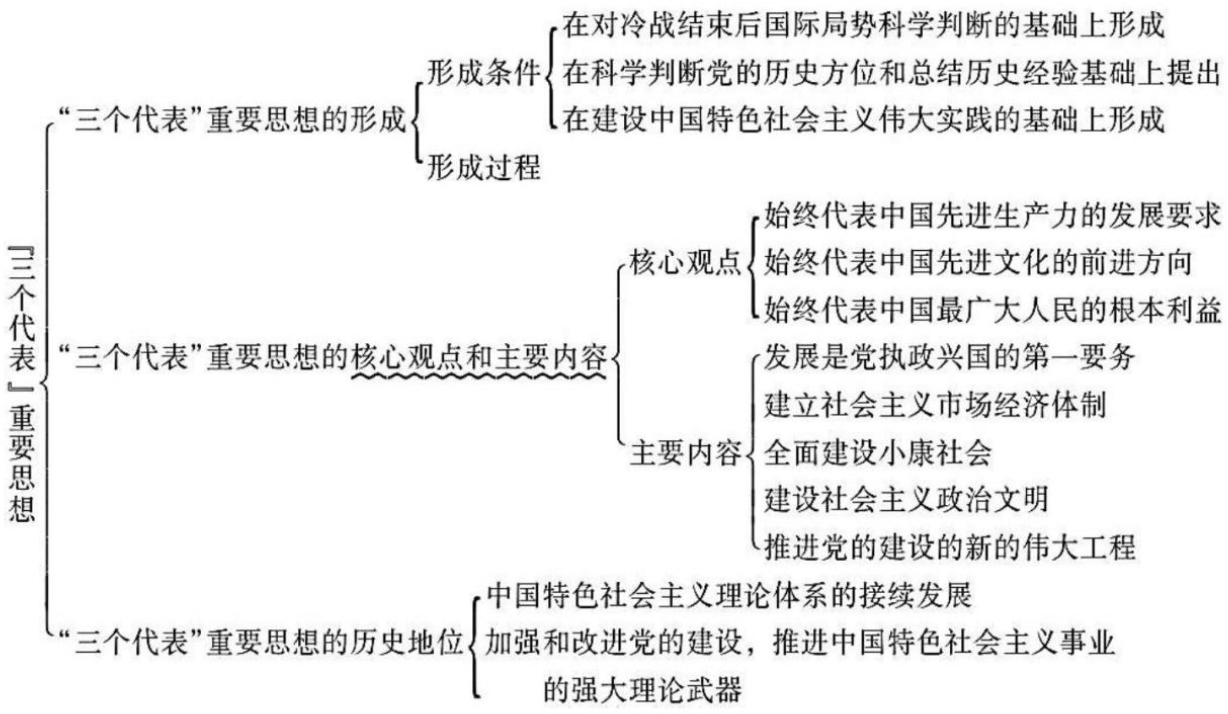 『三个代表』重要思想
“三个代表”重要思想的形成
形成条件
在对冷战结束后国际局势科学判断的基础上形成
在科学判断党的历史方位和总结历史经验基础上提出
在建设中国特色社会主义伟大实践的基础上形成
形成过程
“三个代表”重要思想的核心观点和主要内容
核心观点
始终代表中国先进生产力的发展要求
始终代表中国先进文化的前进方向
始终代表中国最广大人民的根本利益
主要内容
发展是党执政兴国的第一要务
建立社会主义市场经济体制
全面建设小康社会
建设社会主义政治文明
推进党的建设的新的伟大工程
“三个代表”重要思想的历史地位
中国特色社会主义理论体系的接续发展
加强和改进党的建设，推进中国特色社会主义事业
的强大理论武器